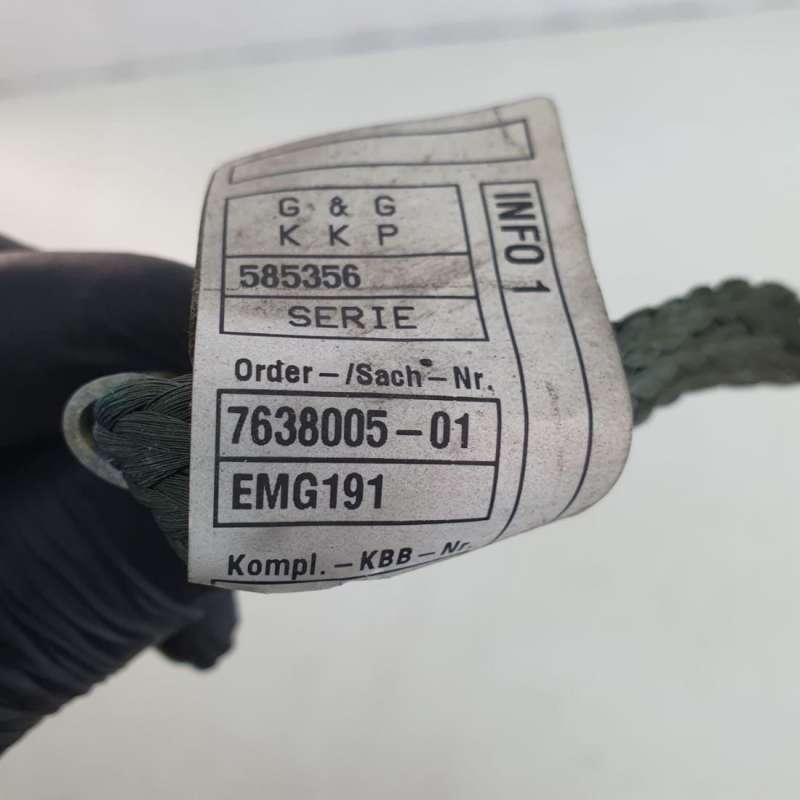 G & G
K K P
585356
SERIE
INFO 1
Order-/Sach-Nr.
7638005-01
EMG191
Kompl.-KBB-Nr.